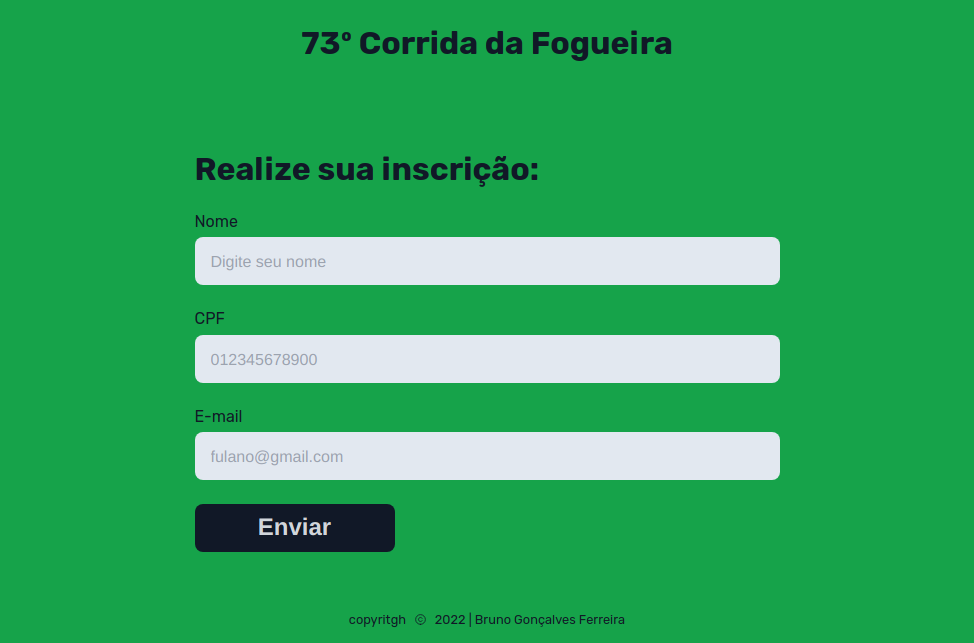 73º Corrida da Fogueira
Realize sua inscrição:
Nome
Digite seu nome
CPF
012345678900
E-mail
fulano@gmail.com
Enviar
copyritgh © 2022 | Bruno Gonçalves Ferreira